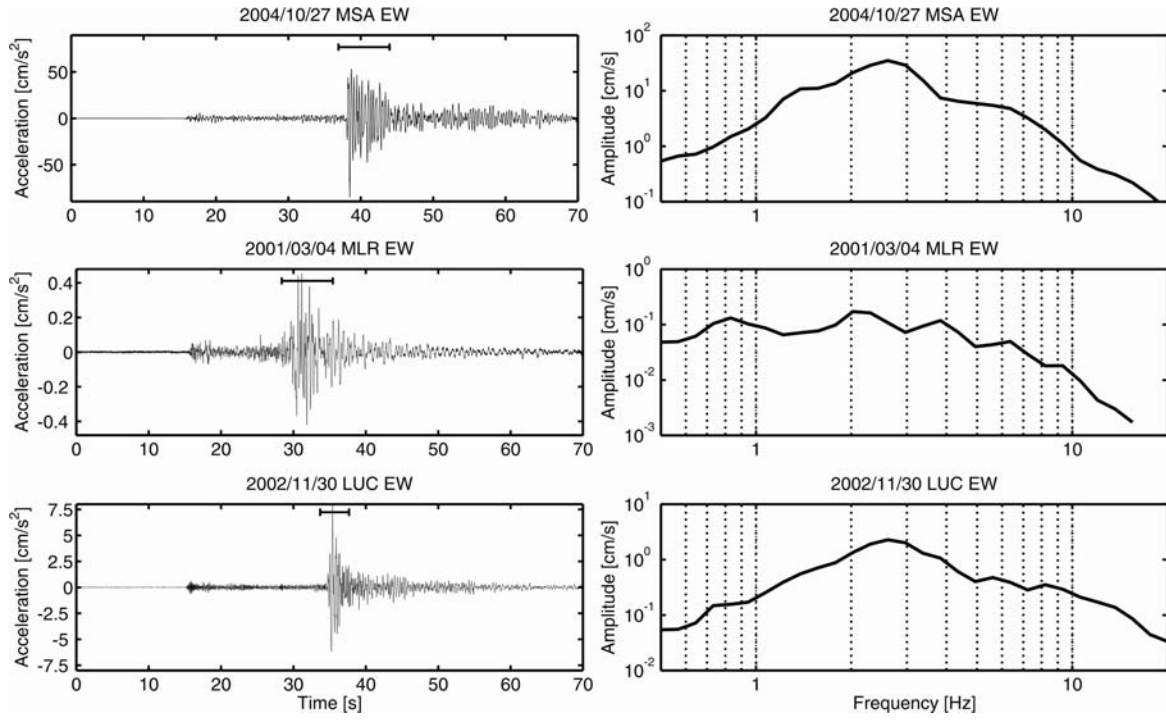 2004/10/27 MSA EW
Acceleration [cm/s²]
50
0
-50
0 10 20 30 40 50 60 70
2004/10/27 MSA EW
Amplitude [cm/s]
10²
10¹
10⁰
10⁻¹
1 10
2001/03/04 MLR EW
Acceleration [cm/s²]
0.4
0.2
0
-0.2
-0.4
0 10 20 30 40 50 60 70
2001/03/04 MLR EW
Amplitude [cm/s]
10⁰
10⁻¹
10⁻²
10⁻³
1 10
2002/11/30 LUC EW
Acceleration [cm/s²]
7.5
5
2.5
0
-2.5
-5
-7.5
0 10 20 30 40 50 60 70
Time [s]
2002/11/30 LUC EW
Amplitude [cm/s]
10¹
10⁰
10⁻¹
10⁻²
1 10
Frequency [Hz]